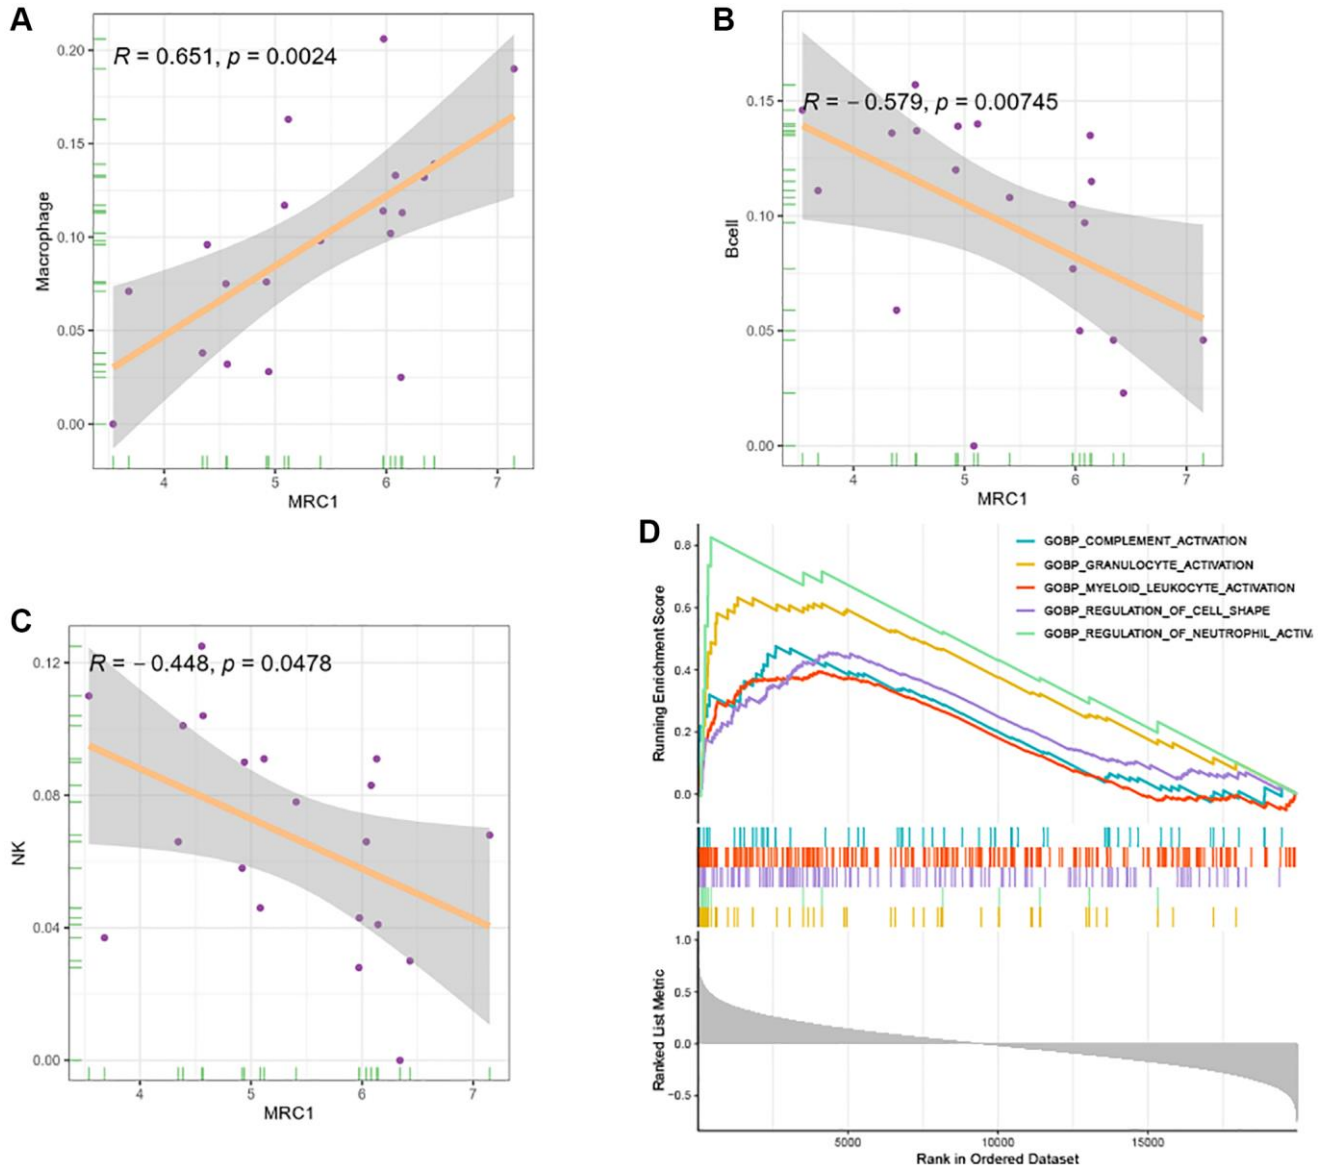 A
R = 0.651, p = 0.0024
0.20
0.15
0.10
0.05
0.00
Macrophage
4 5 6 7
MRC1
B
R = − 0.579, p = 0.00745
0.15
0.10
0.05
0.00
Bcell
4 5 6 7
MRC1
C
R = − 0.448, p = 0.0478
0.12
0.08
0.04
0.00
NK
4 5 6 7
MRC1
D
GOBP_COMPLEMENT_ACTIVATION
GOBP_GRANULOCYTE_ACTIVATION
GOBP_MYELOID_LEUKOCYTE_ACTIVATION
GOBP_REGULATION_OF_CELL_SHAPE
GOBP_REGULATION_OF_NEUTROPHIL_ACTIV
0.8
0.6
0.4
0.2
0.0
Running Enrichment Score
1.0
0.5
0.0
−0.5
Ranked List Metric
5000 10000 15000
Rank in Ordered Dataset